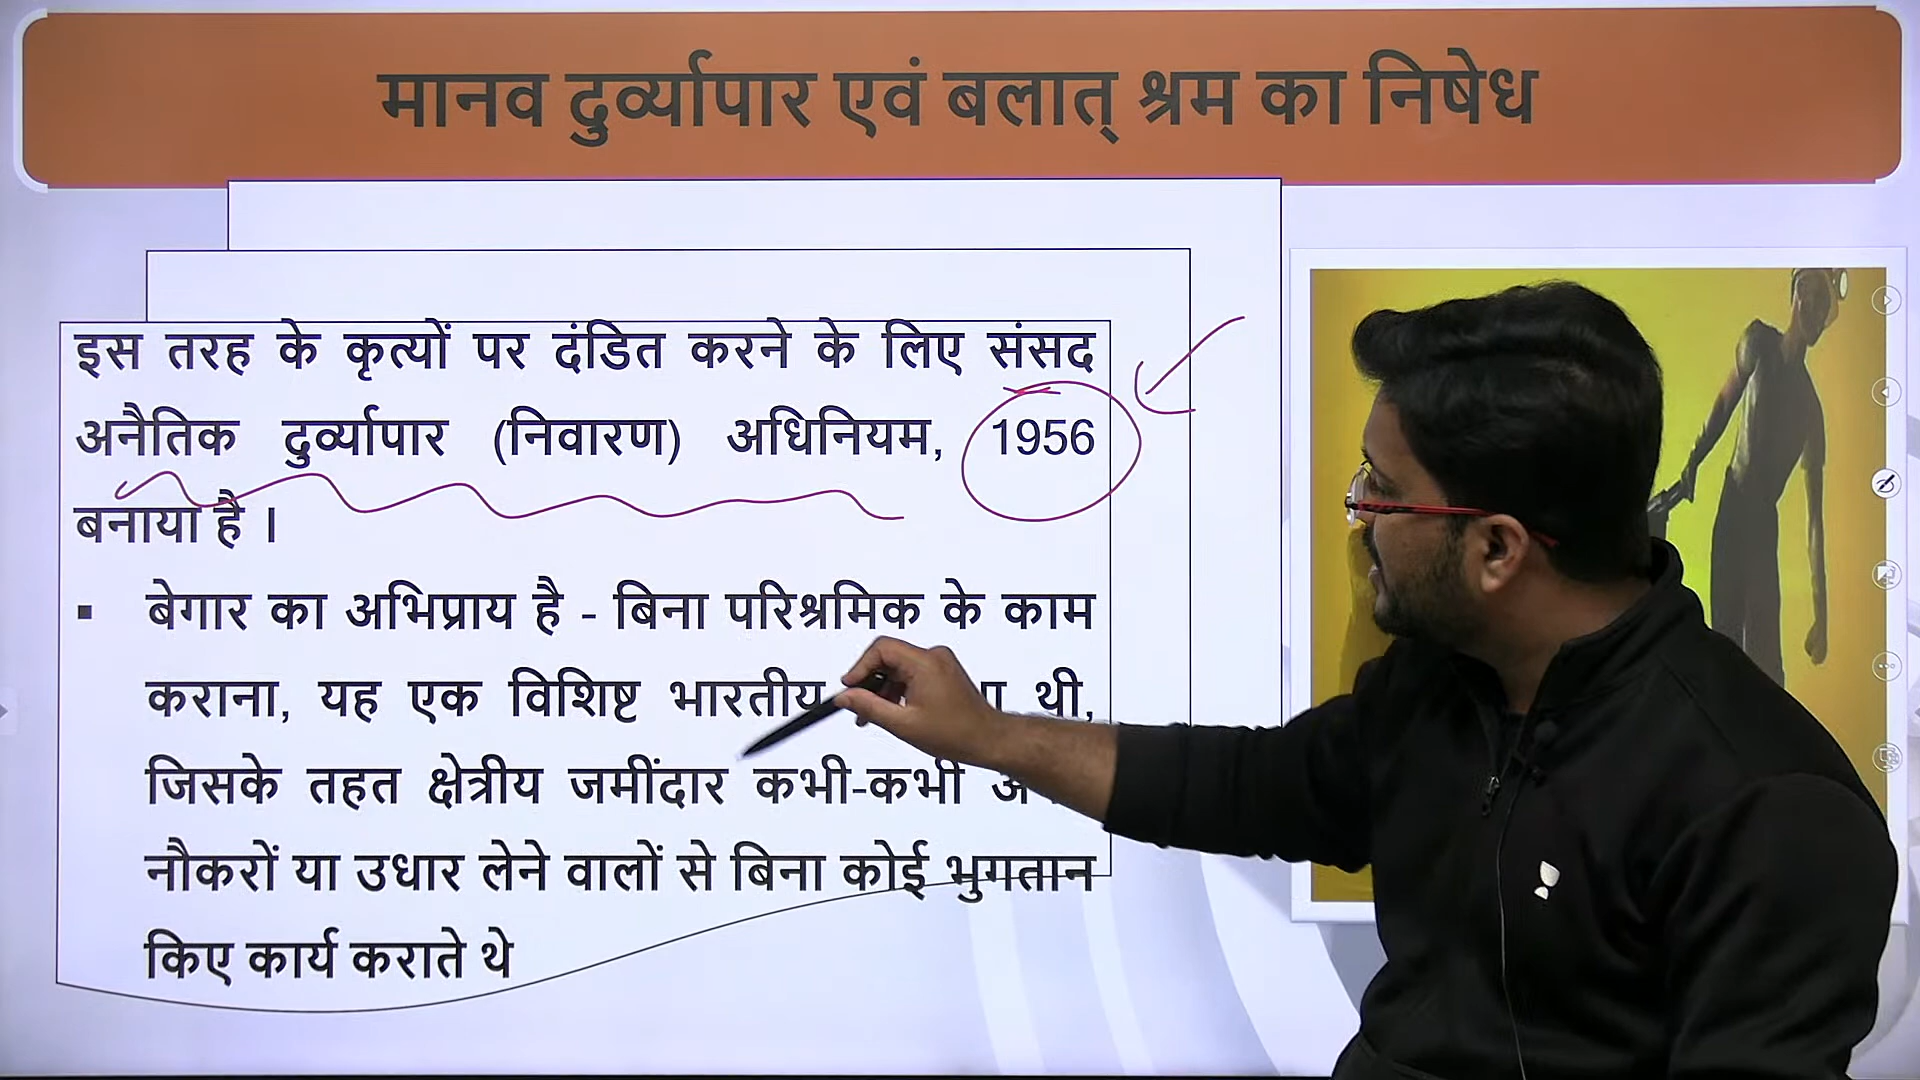 मानव दुर्व्यापार एवं बलात् श्रम का निषेध
इस तरह के कृत्यों पर दंडित करने के लिए संसद
अनैतिक दुर्व्यापार (निवारण) अधिनियम, 1956
बनाया है ।
▪ बेगार का अभिप्राय है - बिना परिश्रमिक के काम
कराना, यह एक विशिष्ट भारतीय थी,
जिसके तहत क्षेत्रीय जमींदार कभी-कभी
नौकरों या उधार लेने वालों से बिना कोई भुगतान
किए कार्य कराते थे